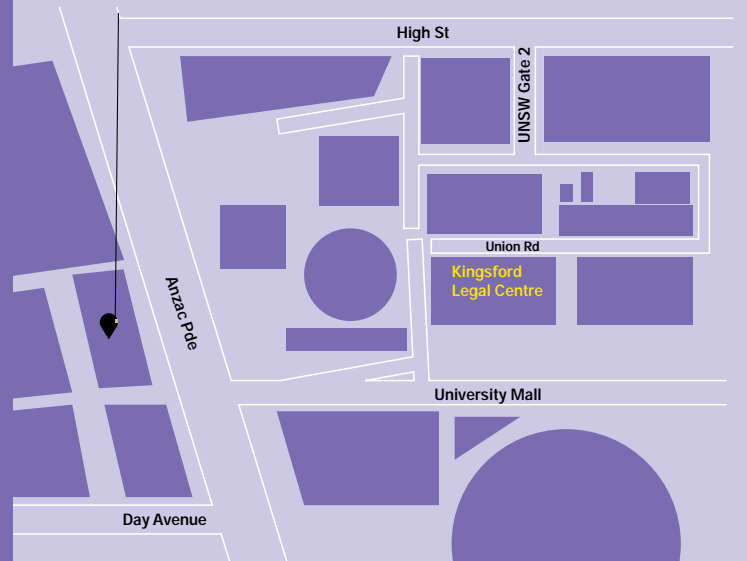 High St
UNSW Gate 2
Union Rd
Kingsford
Legal Centre
Anzac Pde
University Mall
Day Avenue